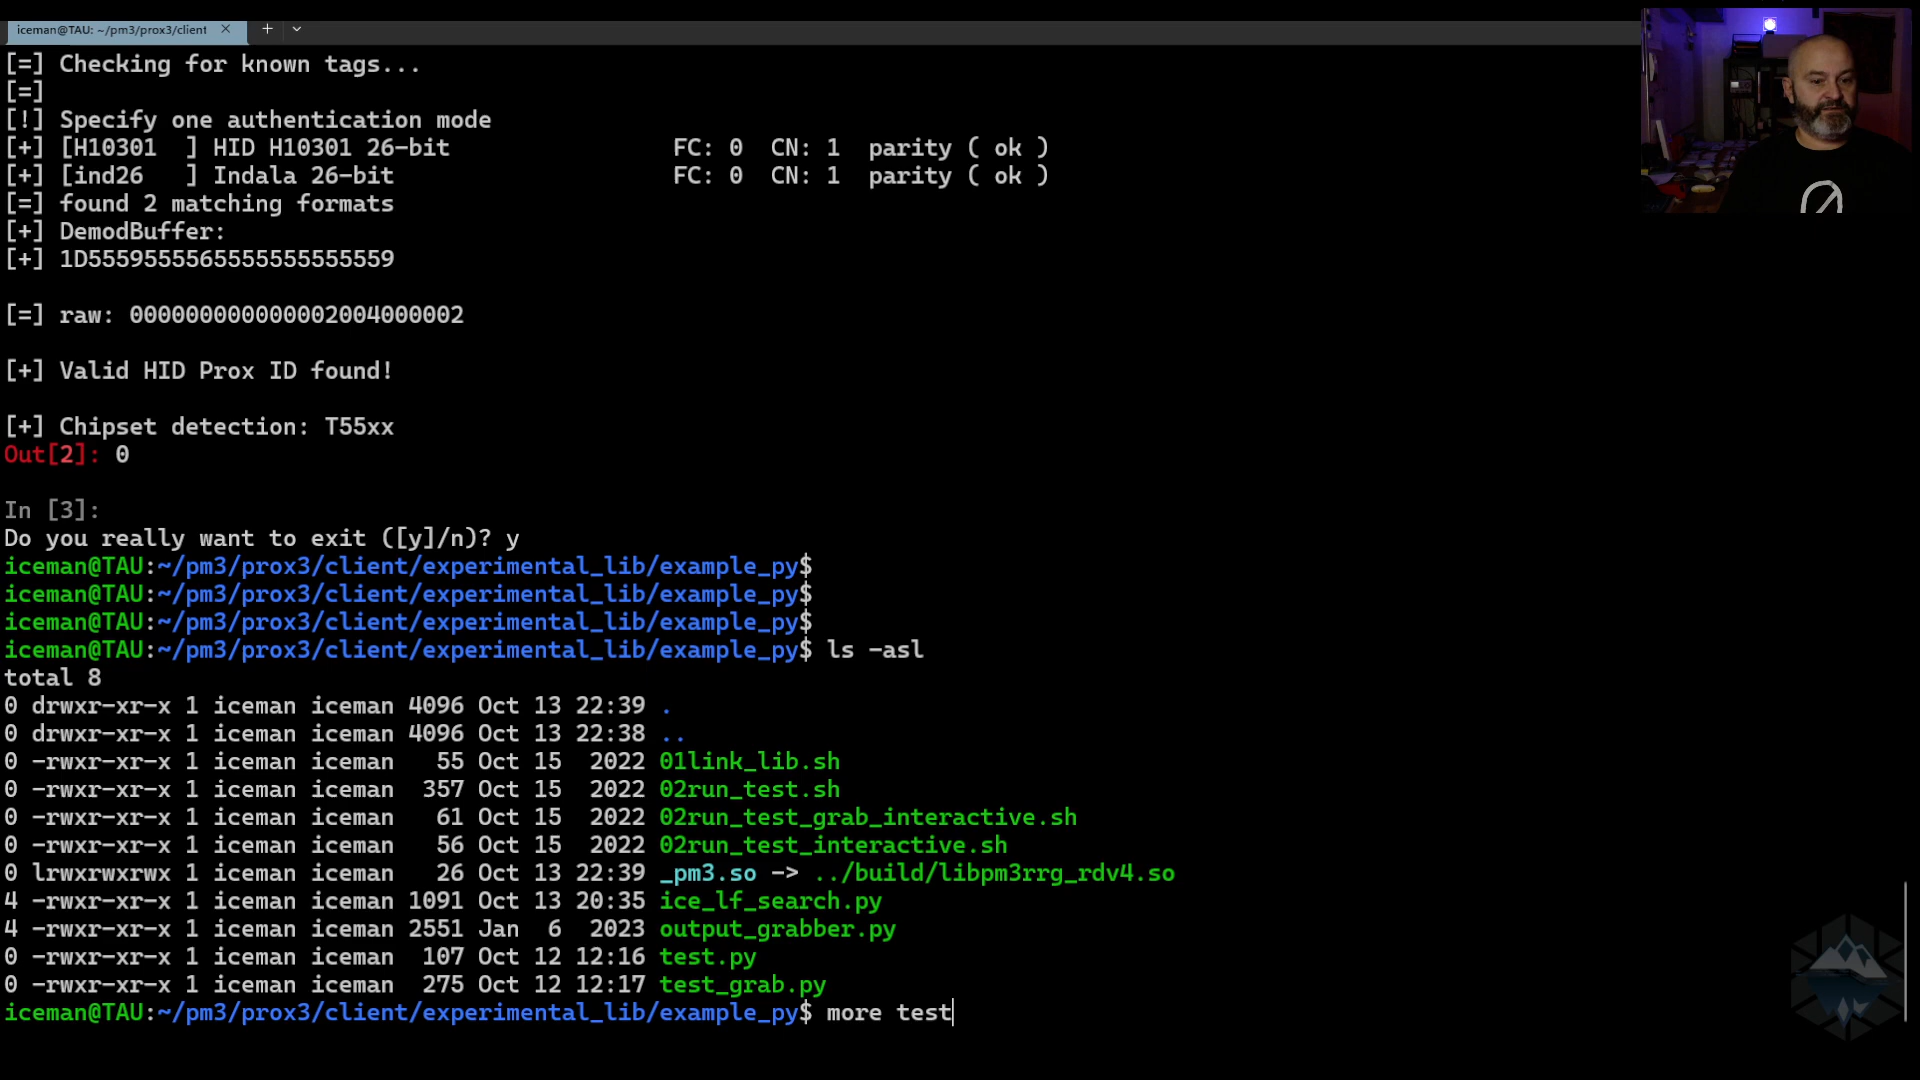 iceman@TAU: ~/pm3/prox3/client
[=] Checking for known tags...
[=]
[!] Specify one authentication mode
[+] [H10301  ] HID H10301 26-bit                FC: 0  CN: 1  parity ( ok )
[+] [ind26   ] Indala 26-bit                    FC: 0  CN: 1  parity ( ok )
[=] found 2 matching formats
[+] DemodBuffer:
[+] 1D5559555565555555555559
[=] raw: 000000000000002004000002
[+] Valid HID Prox ID found!
[+] Chipset detection: T55xx
Out[2]: 0
In [3]:
Do you really want to exit ([y]/n)? y
iceman@TAU:~/pm3/prox3/client/experimental_lib/example_py$
iceman@TAU:~/pm3/prox3/client/experimental_lib/example_py$
iceman@TAU:~/pm3/prox3/client/experimental_lib/example_py$
iceman@TAU:~/pm3/prox3/client/experimental_lib/example_py$ ls -asl
total 8
0 drwxr-xr-x 1 iceman iceman 4096 Oct 13 22:39 .
0 drwxr-xr-x 1 iceman iceman 4096 Oct 13 22:38 ..
0 -rwxr-xr-x 1 iceman iceman   55 Oct 15  2022 01link_lib.sh
0 -rwxr-xr-x 1 iceman iceman  357 Oct 15  2022 02run_test.sh
0 -rwxr-xr-x 1 iceman iceman   61 Oct 15  2022 02run_test_grab_interactive.sh
0 -rwxr-xr-x 1 iceman iceman   56 Oct 15  2022 02run_test_interactive.sh
0 lrwxrwxrwx 1 iceman iceman   26 Oct 13 22:39 _pm3.so -> ../build/libpm3rrg_rdv4.so
4 -rwxr-xr-x 1 iceman iceman 1091 Oct 13 20:35 ice_lf_search.py
4 -rwxr-xr-x 1 iceman iceman 2551 Jan  6  2023 output_grabber.py
0 -rwxr-xr-x 1 iceman iceman  107 Oct 12 12:16 test.py
0 -rwxr-xr-x 1 iceman iceman  275 Oct 12 12:17 test_grab.py
iceman@TAU:~/pm3/prox3/client/experimental_lib/example_py$ more test